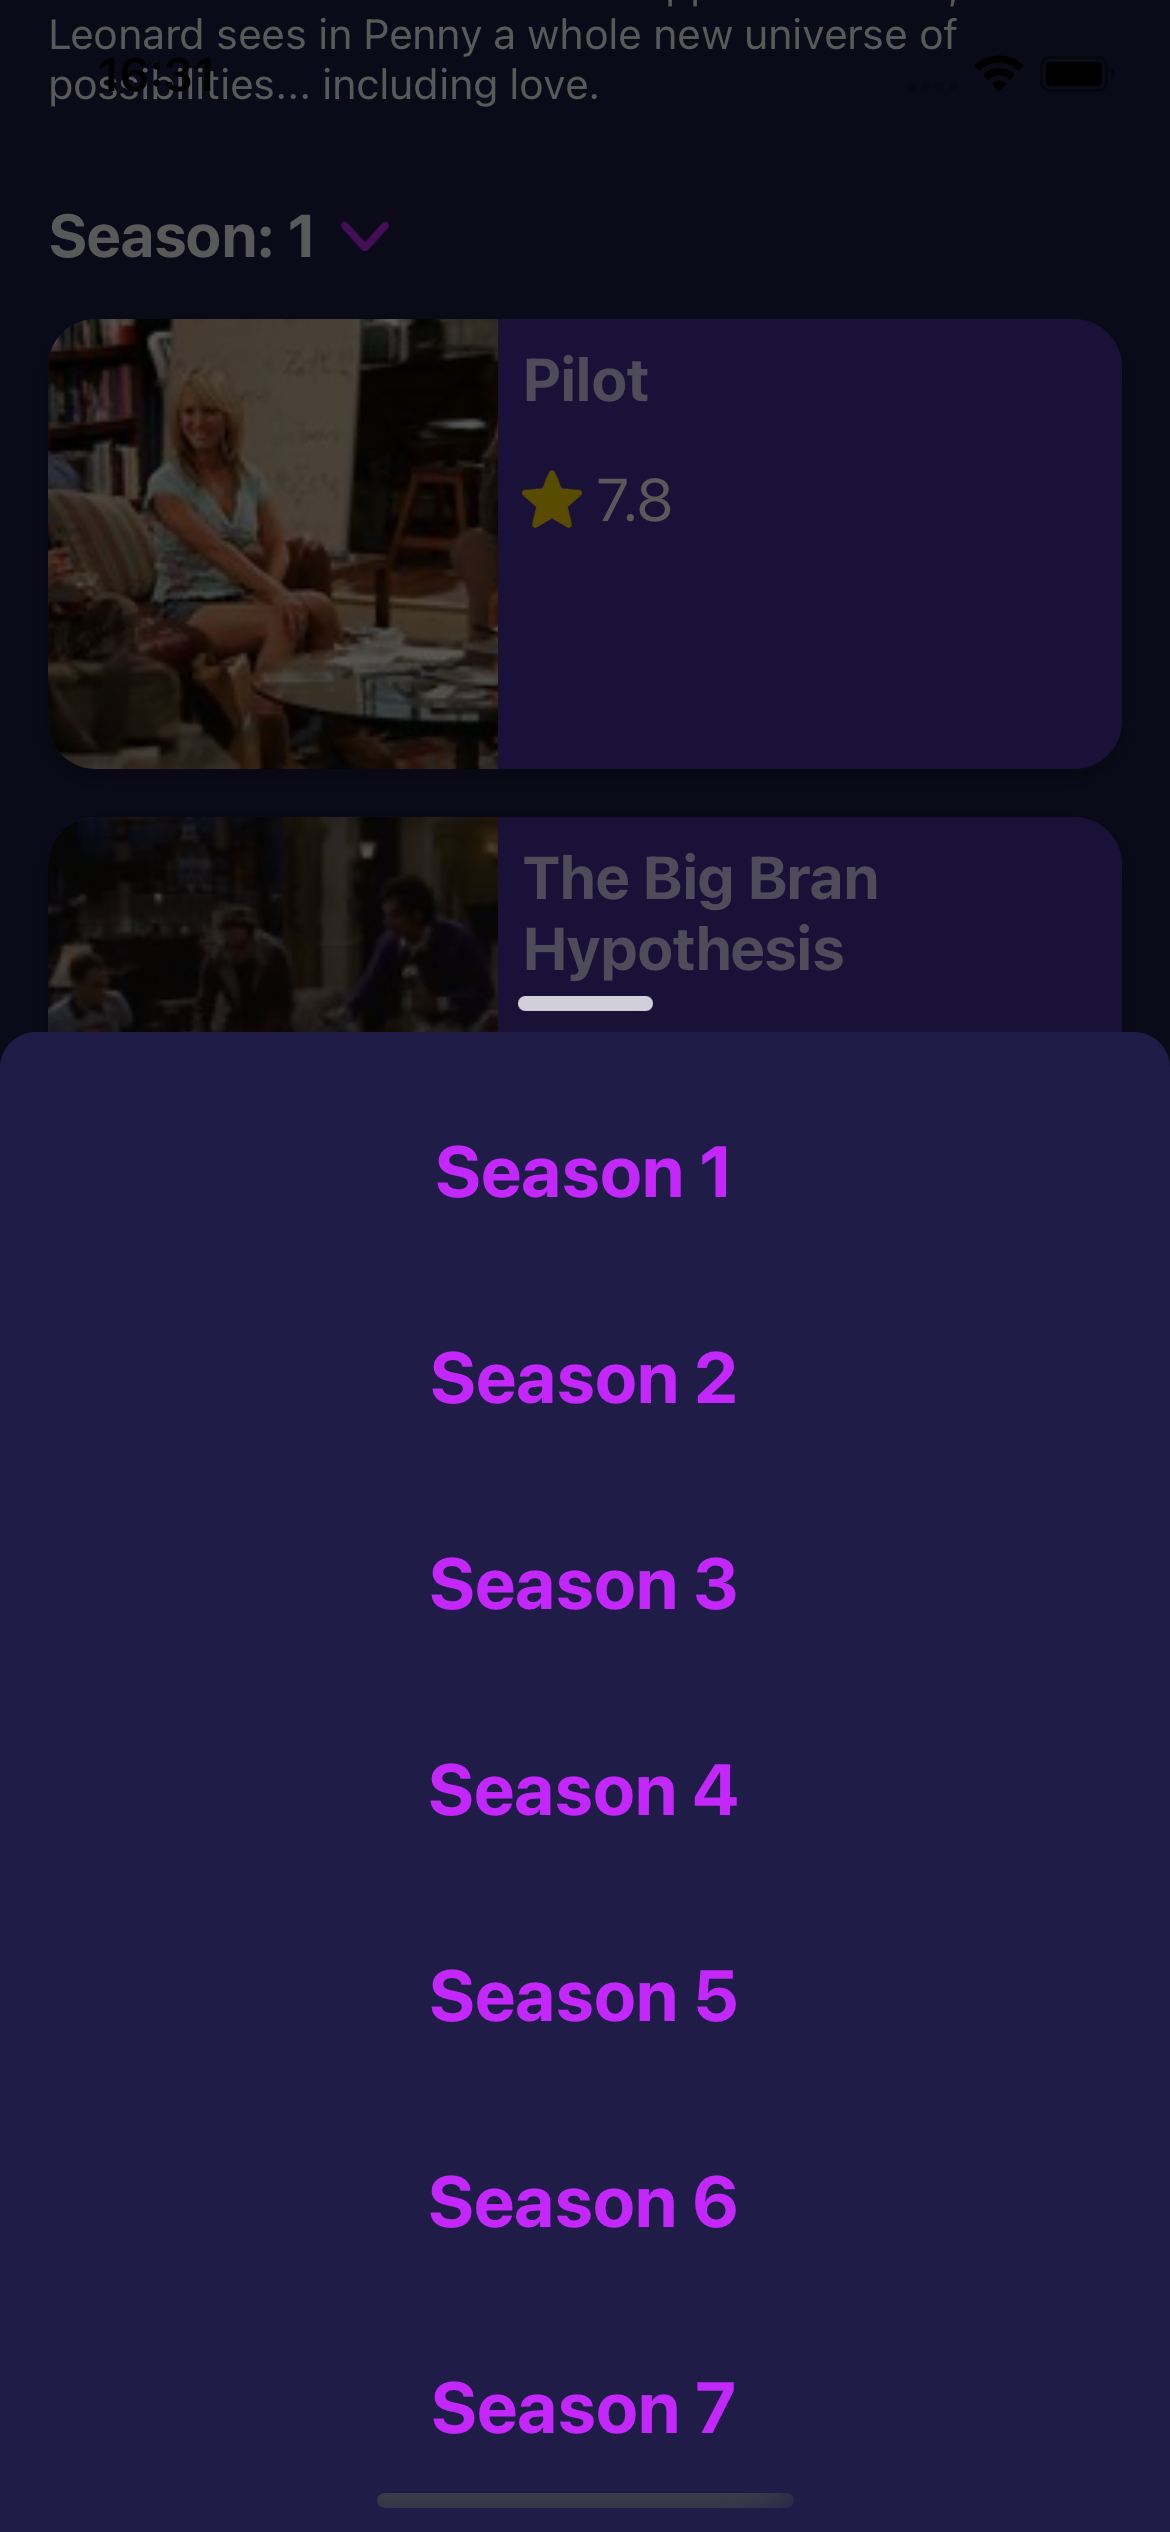 Leonard sees in Penny a whole new universe of
possibilities... including love.
16:31
Season: 1
Pilot
7.8
The Big Bran
Hypothesis
Season 1
Season 2
Season 3
Season 4
Season 5
Season 6
Season 7